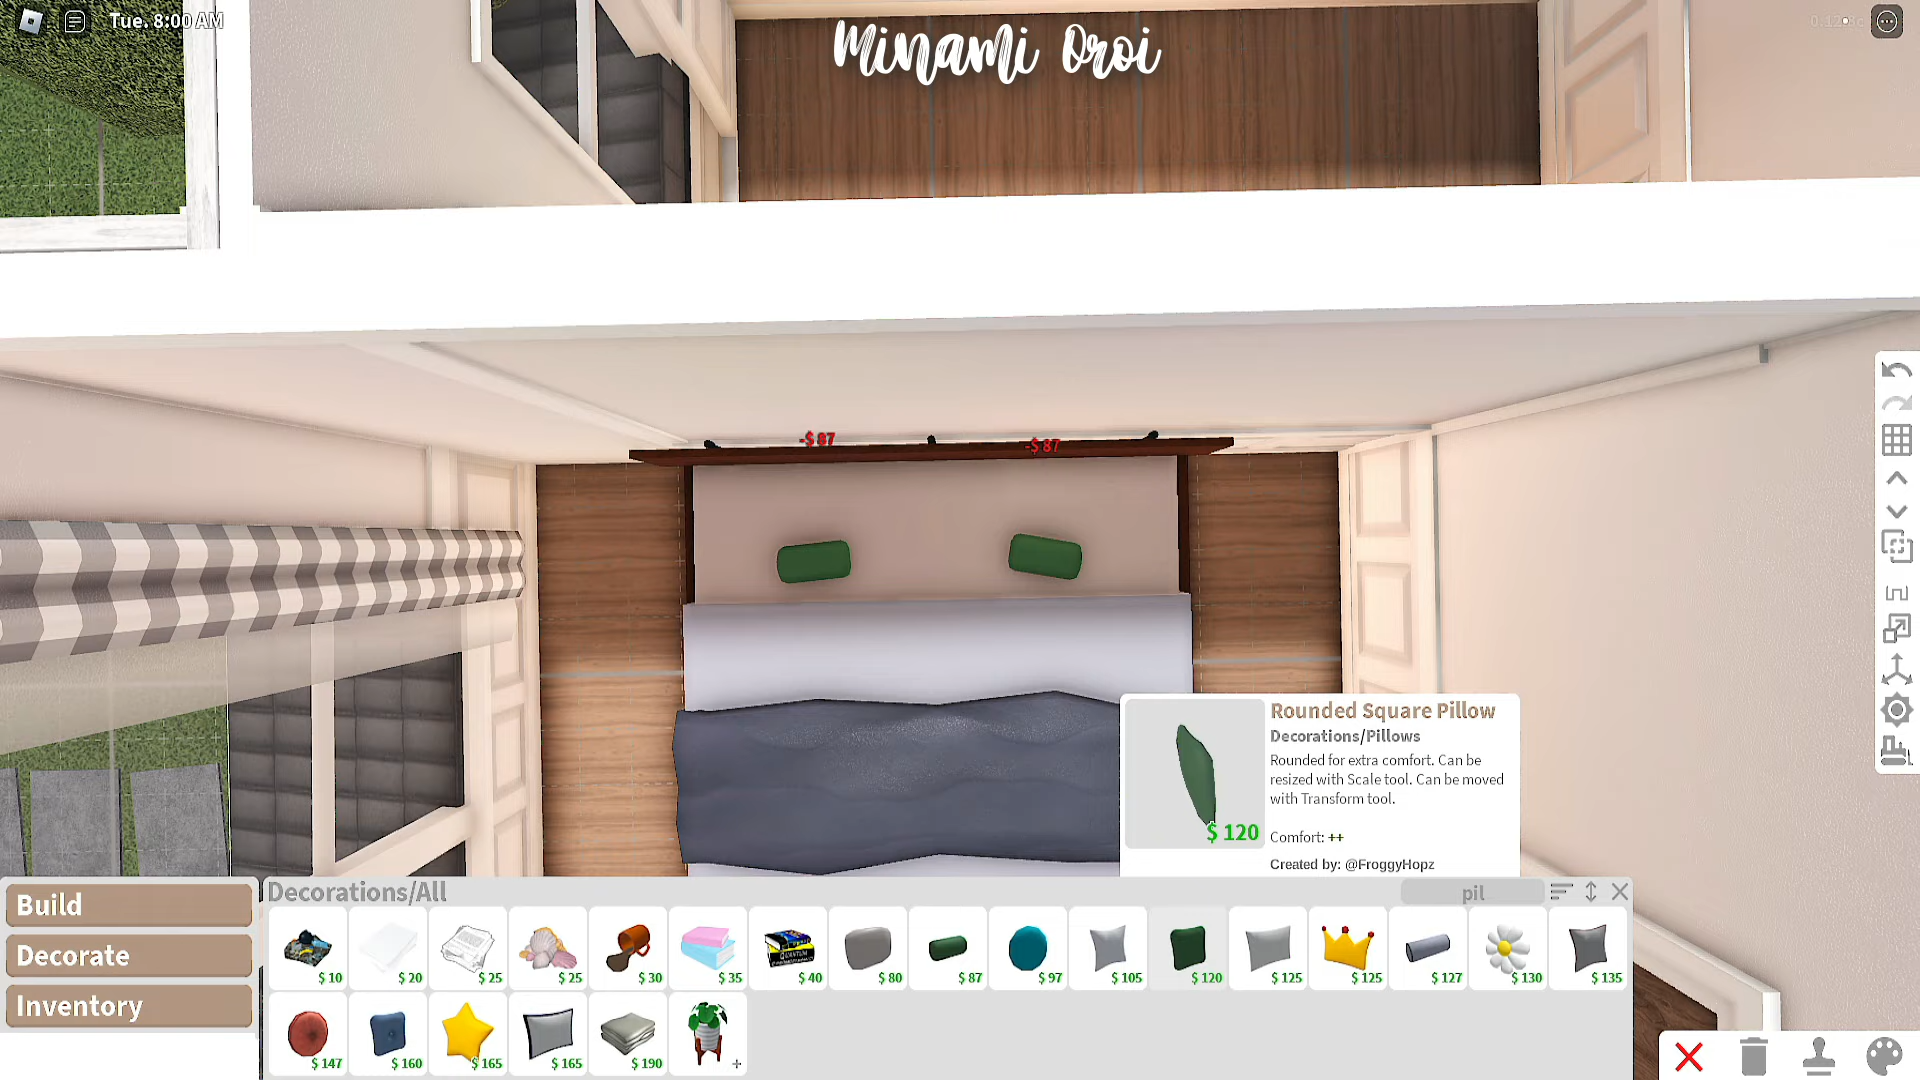 Tue. 8:00 AM
Minami Oroi
-$ 87
-$ 87
Rounded Square Pillow
Decorations/Pillows
Rounded for extra comfort. Can be
resized with Scale tool. Can be moved
with Transform tool.
$ 120
Comfort: ++
Created by: @FroggyHopz
Build
Decorate
Inventory
Decorations/All
pil
$ 10
$ 20
$ 25
$ 25
$ 30
$ 35
$ 40
$ 80
$ 87
$ 97
$ 105
$ 120
$ 125
$ 125
$ 127
$ 130
$ 135
$ 147
$ 160
$ 165
$ 165
$ 190
+